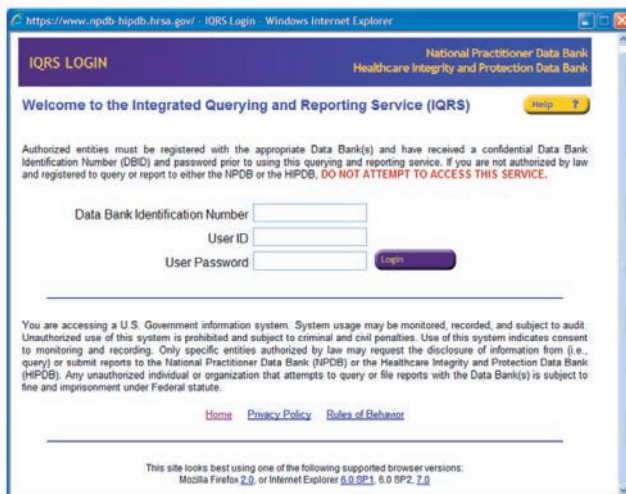 https://www.npdb-hipdb.hrsa.gov/ - IQRS Login - Windows Internet Explorer
IQRS LOGIN
National Practitioner Data Bank
Healthcare Integrity and Protection Data Bank
Welcome to the Integrated Querying and Reporting Service (IQRS)
Help ?
Authorized entities must be registered with the appropriate Data Bank(s) and have received a confidential Data Bank
Identification Number (DBID) and password prior to using this querying and reporting service. If you are not authorized by law
and registered to query or report to either the NPDB or the HIPDB, DO NOT ATTEMPT TO ACCESS THIS SERVICE.
Data Bank Identification Number
User ID
User Password
Login
You are accessing a U.S. Government information system. System usage may be monitored, recorded, and subject to audit.
Unauthorized use of this system is prohibited and subject to criminal and civil penalties. Use of this system indicates consent
to monitoring and recording. Only specific entities authorized by law may request the disclosure of information from (i.e.,
query) or submit reports to the National Practitioner Data Bank (NPDB) or the Healthcare Integrity and Protection Data Bank
(HIPDB). Any unauthorized individual or organization that attempts to query or file reports with the Data Bank(s) is subject to
fine and imprisonment under Federal statute.
Home Privacy Policy Rules of Behavior
This site looks best using one of the following supported browser versions:
Mozilla Firefox 2.0, or Internet Explorer 6.0 SP1, 6.0 SP2, 7.0